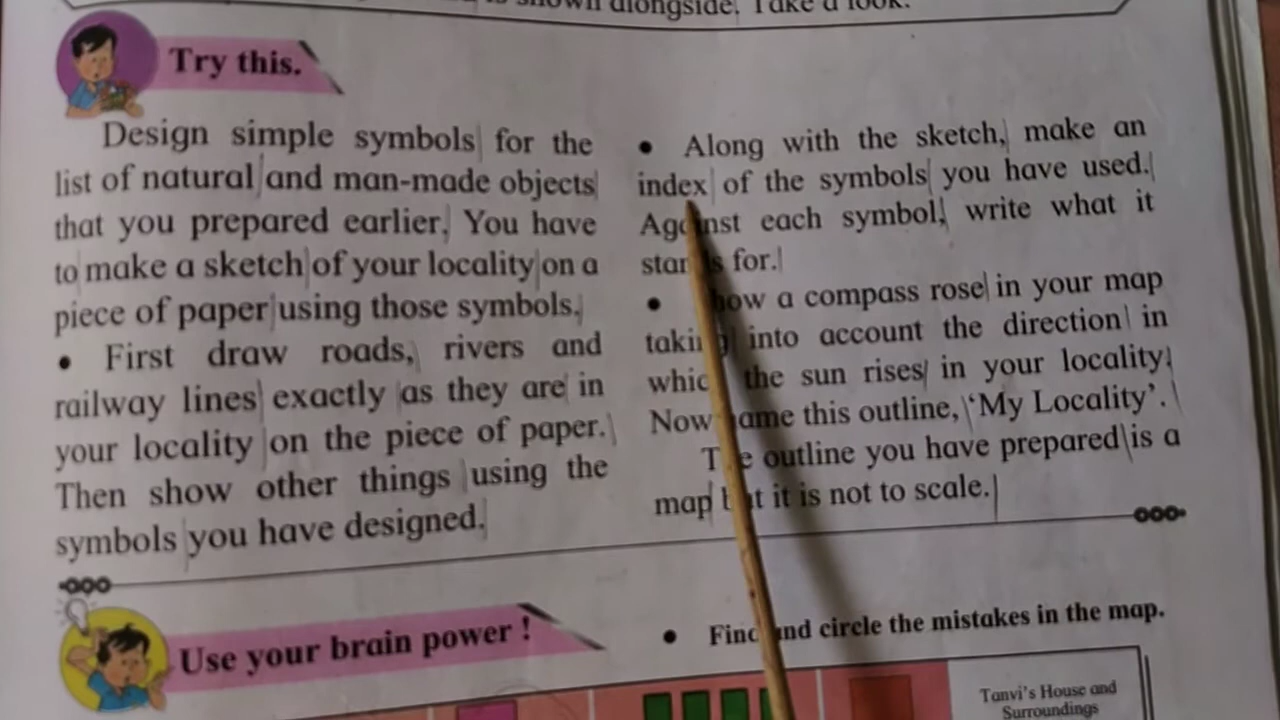 shown alongside. Take a look.
Try this.
Design simple symbols for the
list of natural and man-made objects
that you prepared earlier. You have
to make a sketch of your locality on a
piece of paper using those symbols.
• First draw roads, rivers and
railway lines exactly as they are in
your locality on the piece of paper.
Then show other things using the
symbols you have designed.
• Along with the sketch, make an
index of the symbols you have used.
Against each symbol, write what it
stands for.
• Show a compass rose in your map
taking into account the direction in
which the sun rises in your locality.
Now name this outline, ‘My Locality’.
The outline you have prepared is a
map but it is not to scale.
Use your brain power !
• Find and circle the mistakes in the map.
Tanvi's House and
Surroundings